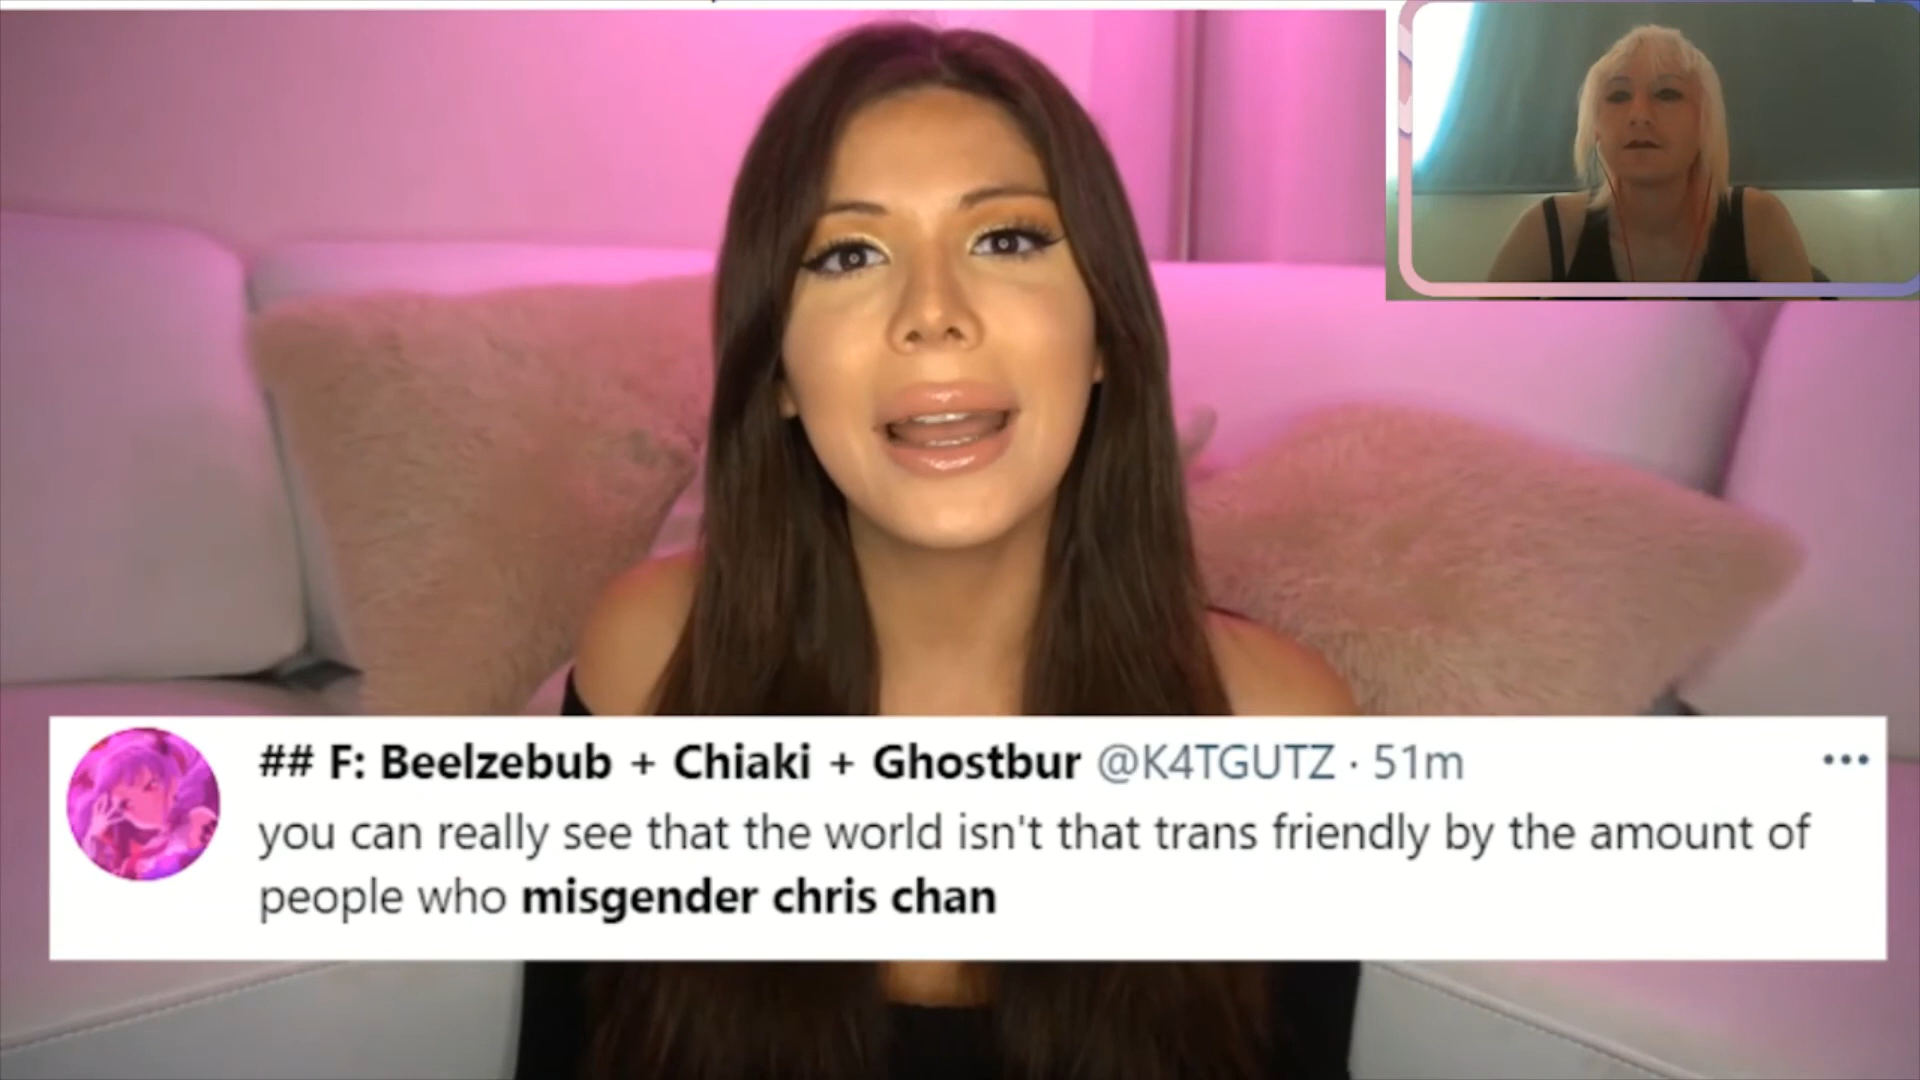 ## F: Beelzebub + Chiaki + Ghostbur @K4TGUTZ · 51m
you can really see that the world isn't that trans friendly by the amount of
people who misgender chris chan